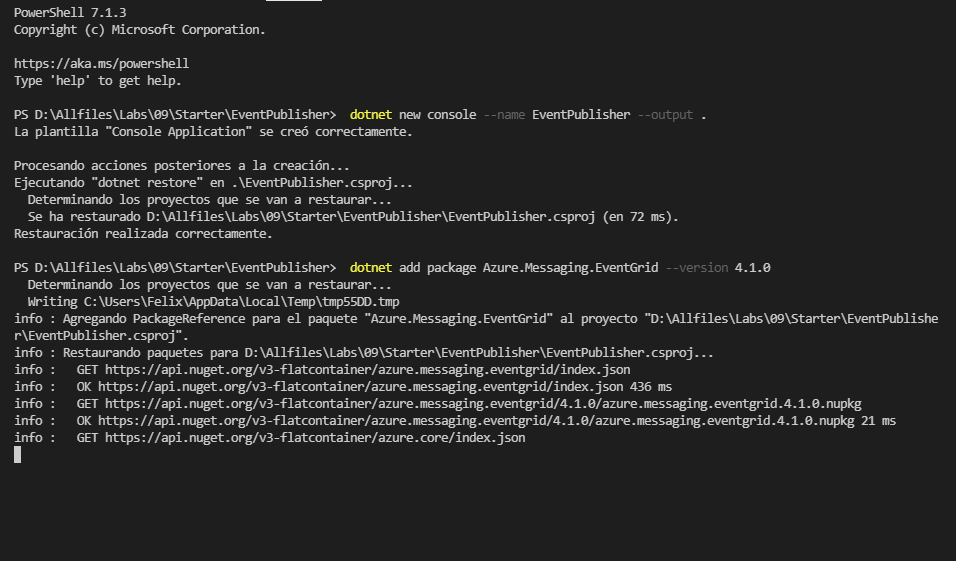 PowerShell 7.1.3
Copyright (c) Microsoft Corporation.
https://aka.ms/powershell
Type 'help' to get help.
PS D:\Allfiles\Labs\09\Starter\EventPublisher>  dotnet new console --name EventPublisher --output .
La plantilla "Console Application" se creó correctamente.
Procesando acciones posteriores a la creación...
Ejecutando "dotnet restore" en .\EventPublisher.csproj...
  Determinando los proyectos que se van a restaurar...
  Se ha restaurado D:\Allfiles\Labs\09\Starter\EventPublisher\EventPublisher.csproj (en 72 ms).
Restauración realizada correctamente.
PS D:\Allfiles\Labs\09\Starter\EventPublisher>  dotnet add package Azure.Messaging.EventGrid --version 4.1.0
  Determinando los proyectos que se van a restaurar...
  Writing C:\Users\Felix\AppData\Local\Temp\tmp55DD.tmp
info : Agregando PackageReference para el paquete "Azure.Messaging.EventGrid" al proyecto "D:\Allfiles\Labs\09\Starter\EventPublishe
r\EventPublisher.csproj".
info : Restaurando paquetes para D:\Allfiles\Labs\09\Starter\EventPublisher\EventPublisher.csproj...
info :   GET https://api.nuget.org/v3-flatcontainer/azure.messaging.eventgrid/index.json
info :   OK https://api.nuget.org/v3-flatcontainer/azure.messaging.eventgrid/index.json 436 ms
info :   GET https://api.nuget.org/v3-flatcontainer/azure.messaging.eventgrid/4.1.0/azure.messaging.eventgrid.4.1.0.nupkg
info :   OK https://api.nuget.org/v3-flatcontainer/azure.messaging.eventgrid/4.1.0/azure.messaging.eventgrid.4.1.0.nupkg 21 ms
info :   GET https://api.nuget.org/v3-flatcontainer/azure.core/index.json